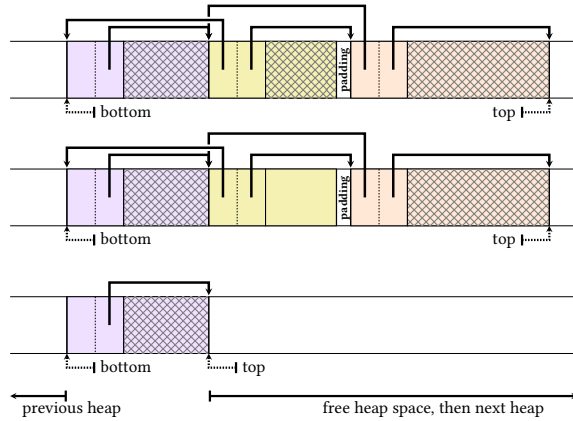 padding
bottom
top
padding
bottom
top
bottom
top
previous heap
free heap space, then next heap